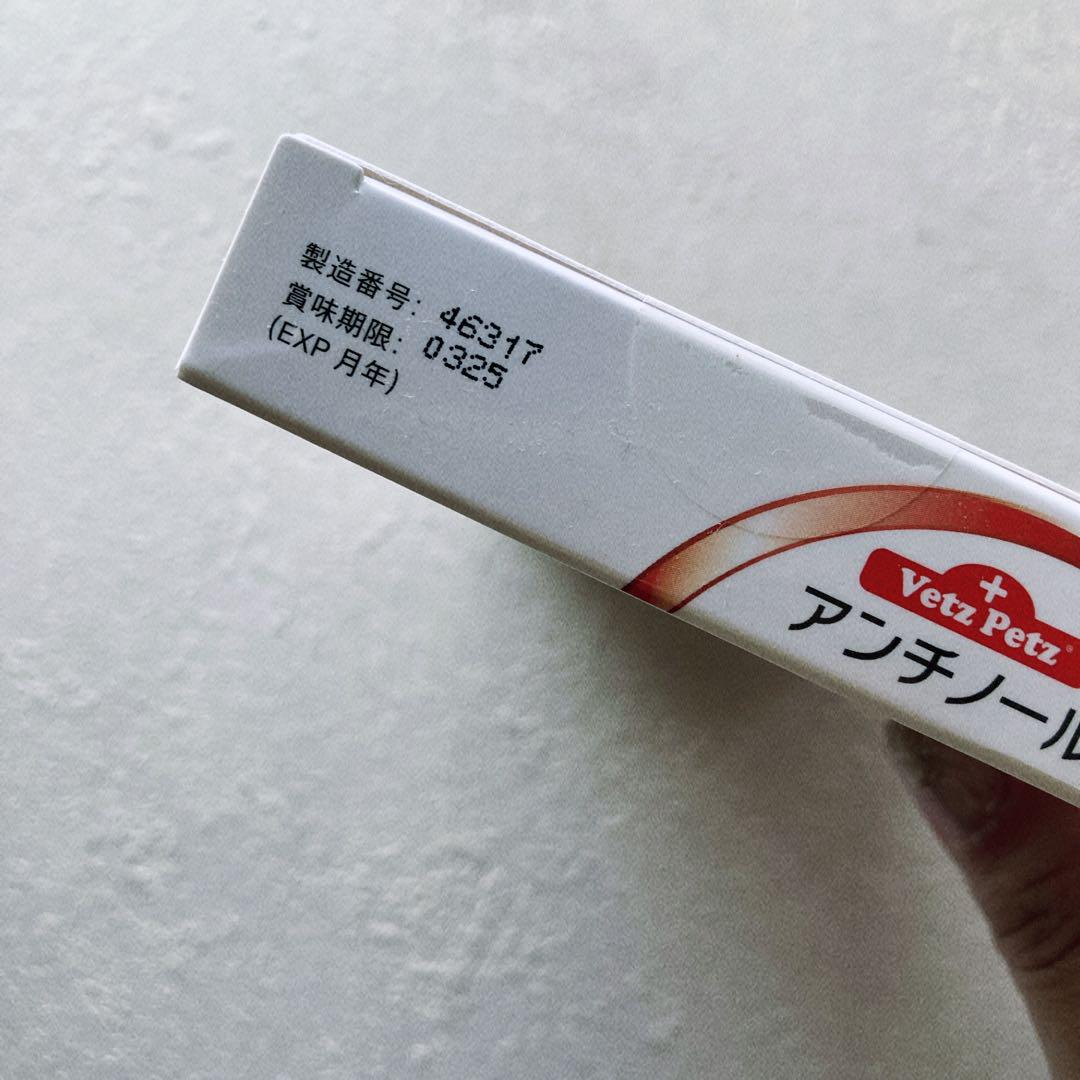 製造番号: 46317
賞味期限: 0325
(EXP 月年)
Vetz Petz
アンチノール